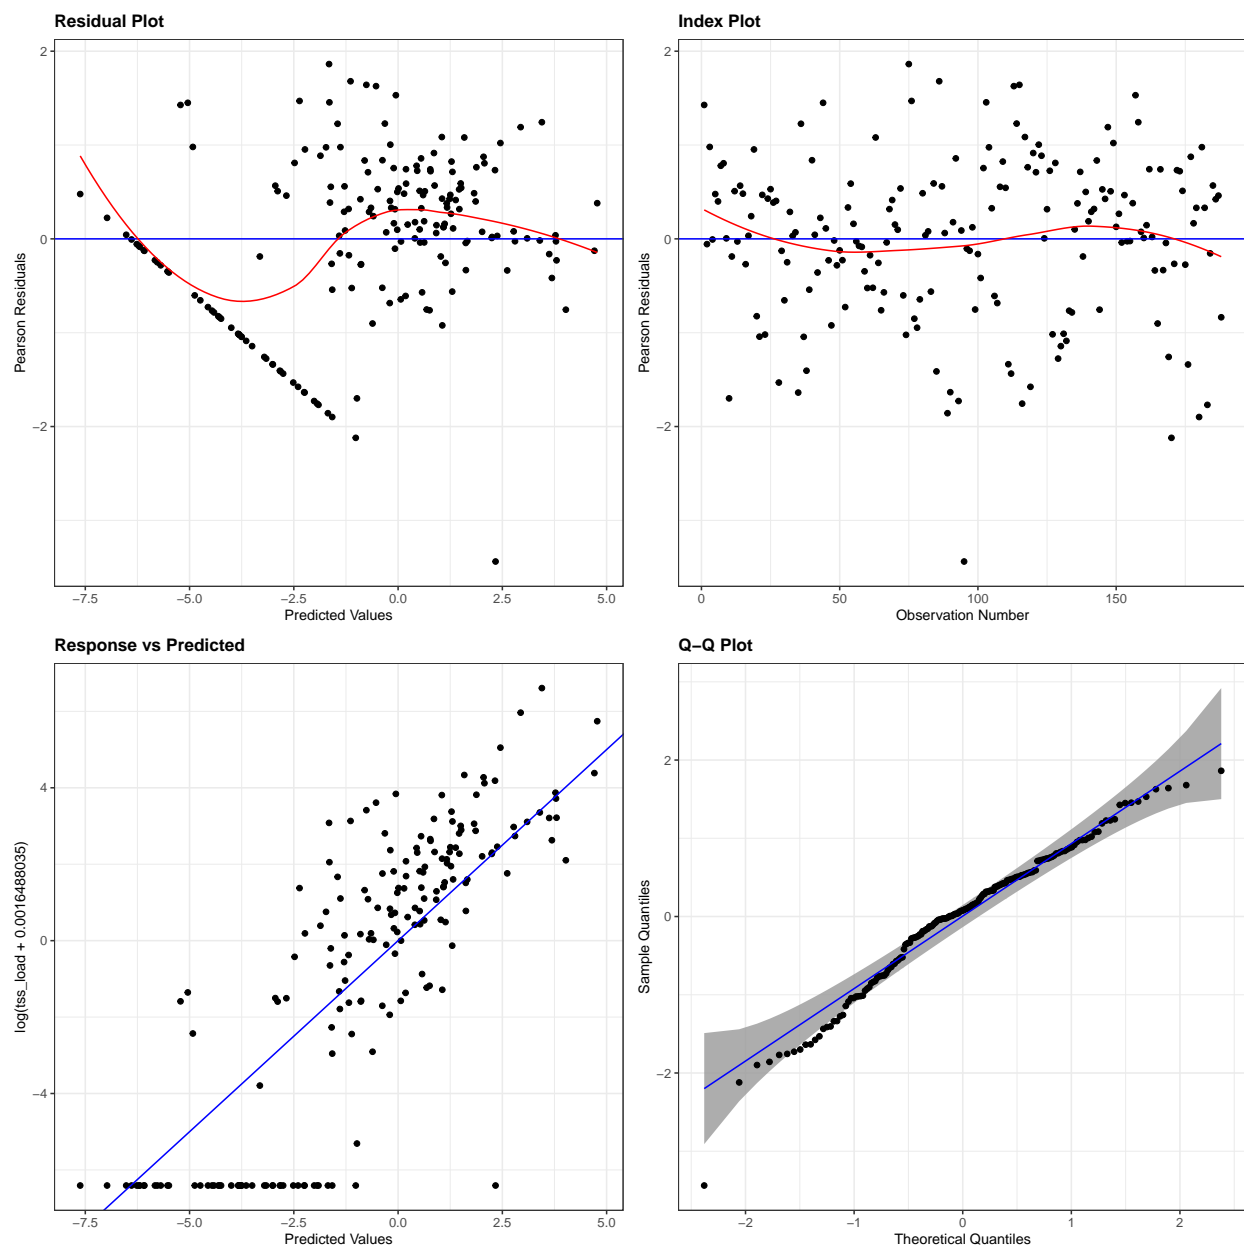 Residual Plot
2
0
−2
Pearson Residuals
−7.5 −5.0 −2.5 0.0 2.5 5.0
Predicted Values
Index Plot
2
0
−2
Pearson Residuals
0 50 100 150
Observation Number
Response vs Predicted
4
0
−4
log(tss_load + 0.0016488035)
−7.5 −5.0 −2.5 0.0 2.5 5.0
Predicted Values
Q−Q Plot
2
0
−2
Sample Quantiles
−2 −1 0 1 2
Theoretical Quantiles